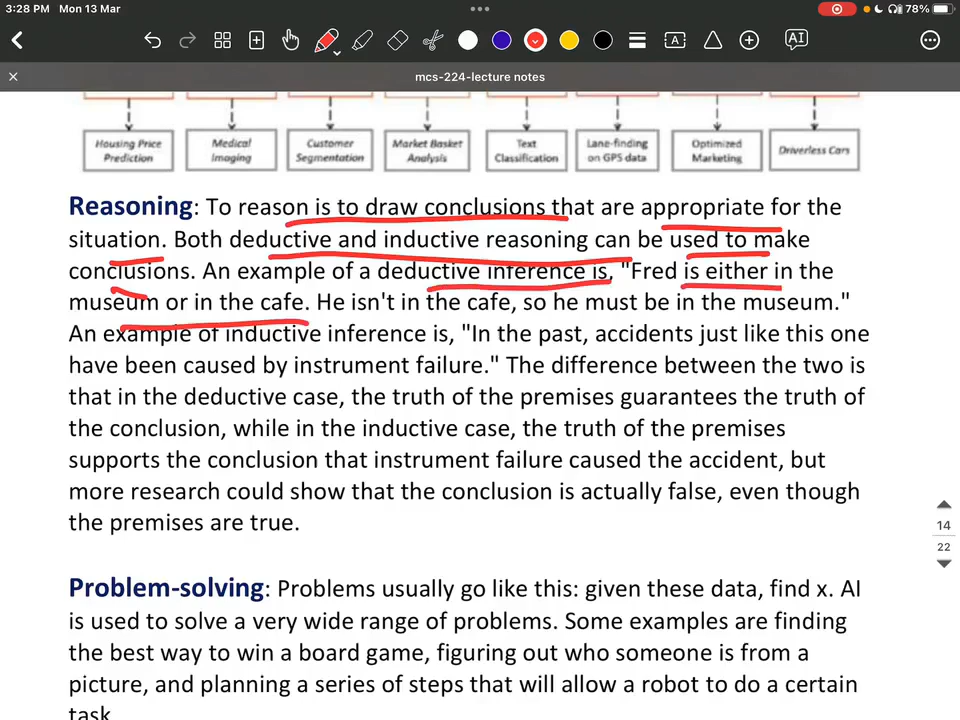 3:28 PM Mon 13 Mar
78%
A
AI
mcs-224-lecture notes
Housing Price Prediction
Medical Imaging
Customer Segmentation
Market Basket Analysis
Text Classification
Lane-finding on GPS data
Optimized Marketing
Driverless Cars
Reasoning: To reason is to draw conclusions that are appropriate for the
situation. Both deductive and inductive reasoning can be used to make
conclusions. An example of a deductive inference is, "Fred is either in the
museum or in the cafe. He isn't in the cafe, so he must be in the museum."
An example of inductive inference is, "In the past, accidents just like this one
have been caused by instrument failure." The difference between the two is
that in the deductive case, the truth of the premises guarantees the truth of
the conclusion, while in the inductive case, the truth of the premises
supports the conclusion that instrument failure caused the accident, but
more research could show that the conclusion is actually false, even though
the premises are true.
14
22
Problem-solving: Problems usually go like this: given these data, find x. AI
is used to solve a very wide range of problems. Some examples are finding
the best way to win a board game, figuring out who someone is from a
picture, and planning a series of steps that will allow a robot to do a certain
task